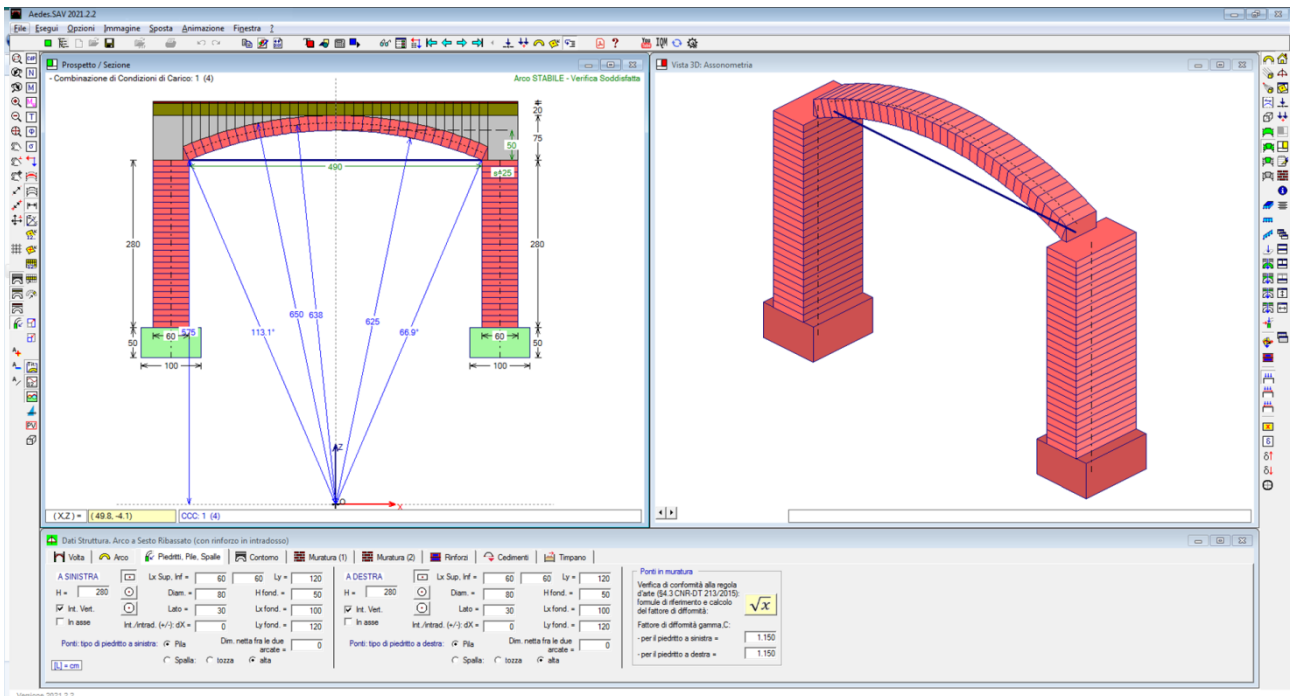 Aedes.SAV 2021.2.2
File Esegui Opzioni Immagine Sposta Animazione Finestra ?
Prospetto / Sezione
- Combinazione di Condizioni di Carico: 1 (4)
Arco STABILE - Verifica Soddisfatta
20
75
50
490
s=25
280
280
650
638
625
113.1°
66.9°
575
60
60
50
50
100
100
Z
O
X
(X,Z) =
(49.8, -4.1)
CCC: 1 (4)
Vista 3D: Assonometria
Dati Struttura. Arco a Sesto Ribassato (con rinforzo in intradosso)
Volta Arco Piedritti, Pile, Spalle Contorno Muratura (1) Muratura (2) Rinforzi Cedimenti Timpano
A SINISTRA Lx Sup, Inf = 60 60 Ly = 120
H = 280 Diam. = 80 H fond. = 50
Int. Vert. Lato = 30 Lx fond. = 100
In asse Int./intrad. (+/-): dX = 0 Ly fond. = 120
Ponti: tipo di piedritto a sinistra: Pila Dim. netta fra le due arcate = 0
Spalla: tozza alta
[L] = cm
A DESTRA Lx Sup, Inf = 60 60 Ly = 120
H = 280 Diam. = 80 H fond. = 50
Int. Vert. Lato = 30 Lx fond. = 100
In asse Int./intrad. (+/-): dX = 0 Ly fond. = 120
Ponti: tipo di piedritto a destra: Pila Dim. netta fra le due arcate = 0
Spalla: tozza alta
Ponti in muratura
Verifica di conformità alla regola
d'arte (§4.3 CNR-DT 213/2015):
formule di riferimento e calcolo
del fattore di difformità:
√x
Fattore di difformità gamma,C:
- per il piedritto a sinistra = 1.150
- per il piedritto a destra = 1.150
Versione 2021.2.2